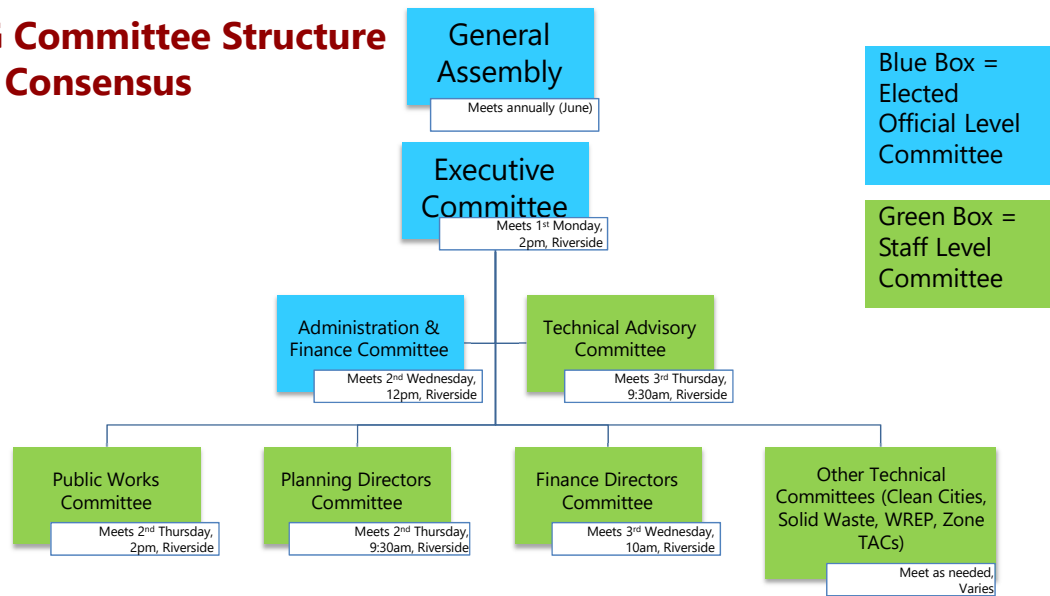 Committee Structure
Consensus
General
Assembly
Meets annually (June)
Executive
Committee
Meets 1st Monday,
2pm, Riverside
Blue Box =
Elected
Official Level
Committee
Green Box =
Staff Level
Committee
Administration &
Finance Committee
Meets 2nd Wednesday,
12pm, Riverside
Technical Advisory
Committee
Meets 3rd Thursday,
9:30am, Riverside
Public Works
Committee
Meets 2nd Thursday,
2pm, Riverside
Planning Directors
Committee
Meets 2nd Thursday,
9:30am, Riverside
Finance Directors
Committee
Meets 3rd Wednesday,
10am, Riverside
Other Technical
Committees (Clean Cities,
Solid Waste, WREP, Zone
TACs)
Meet as needed,
Varies